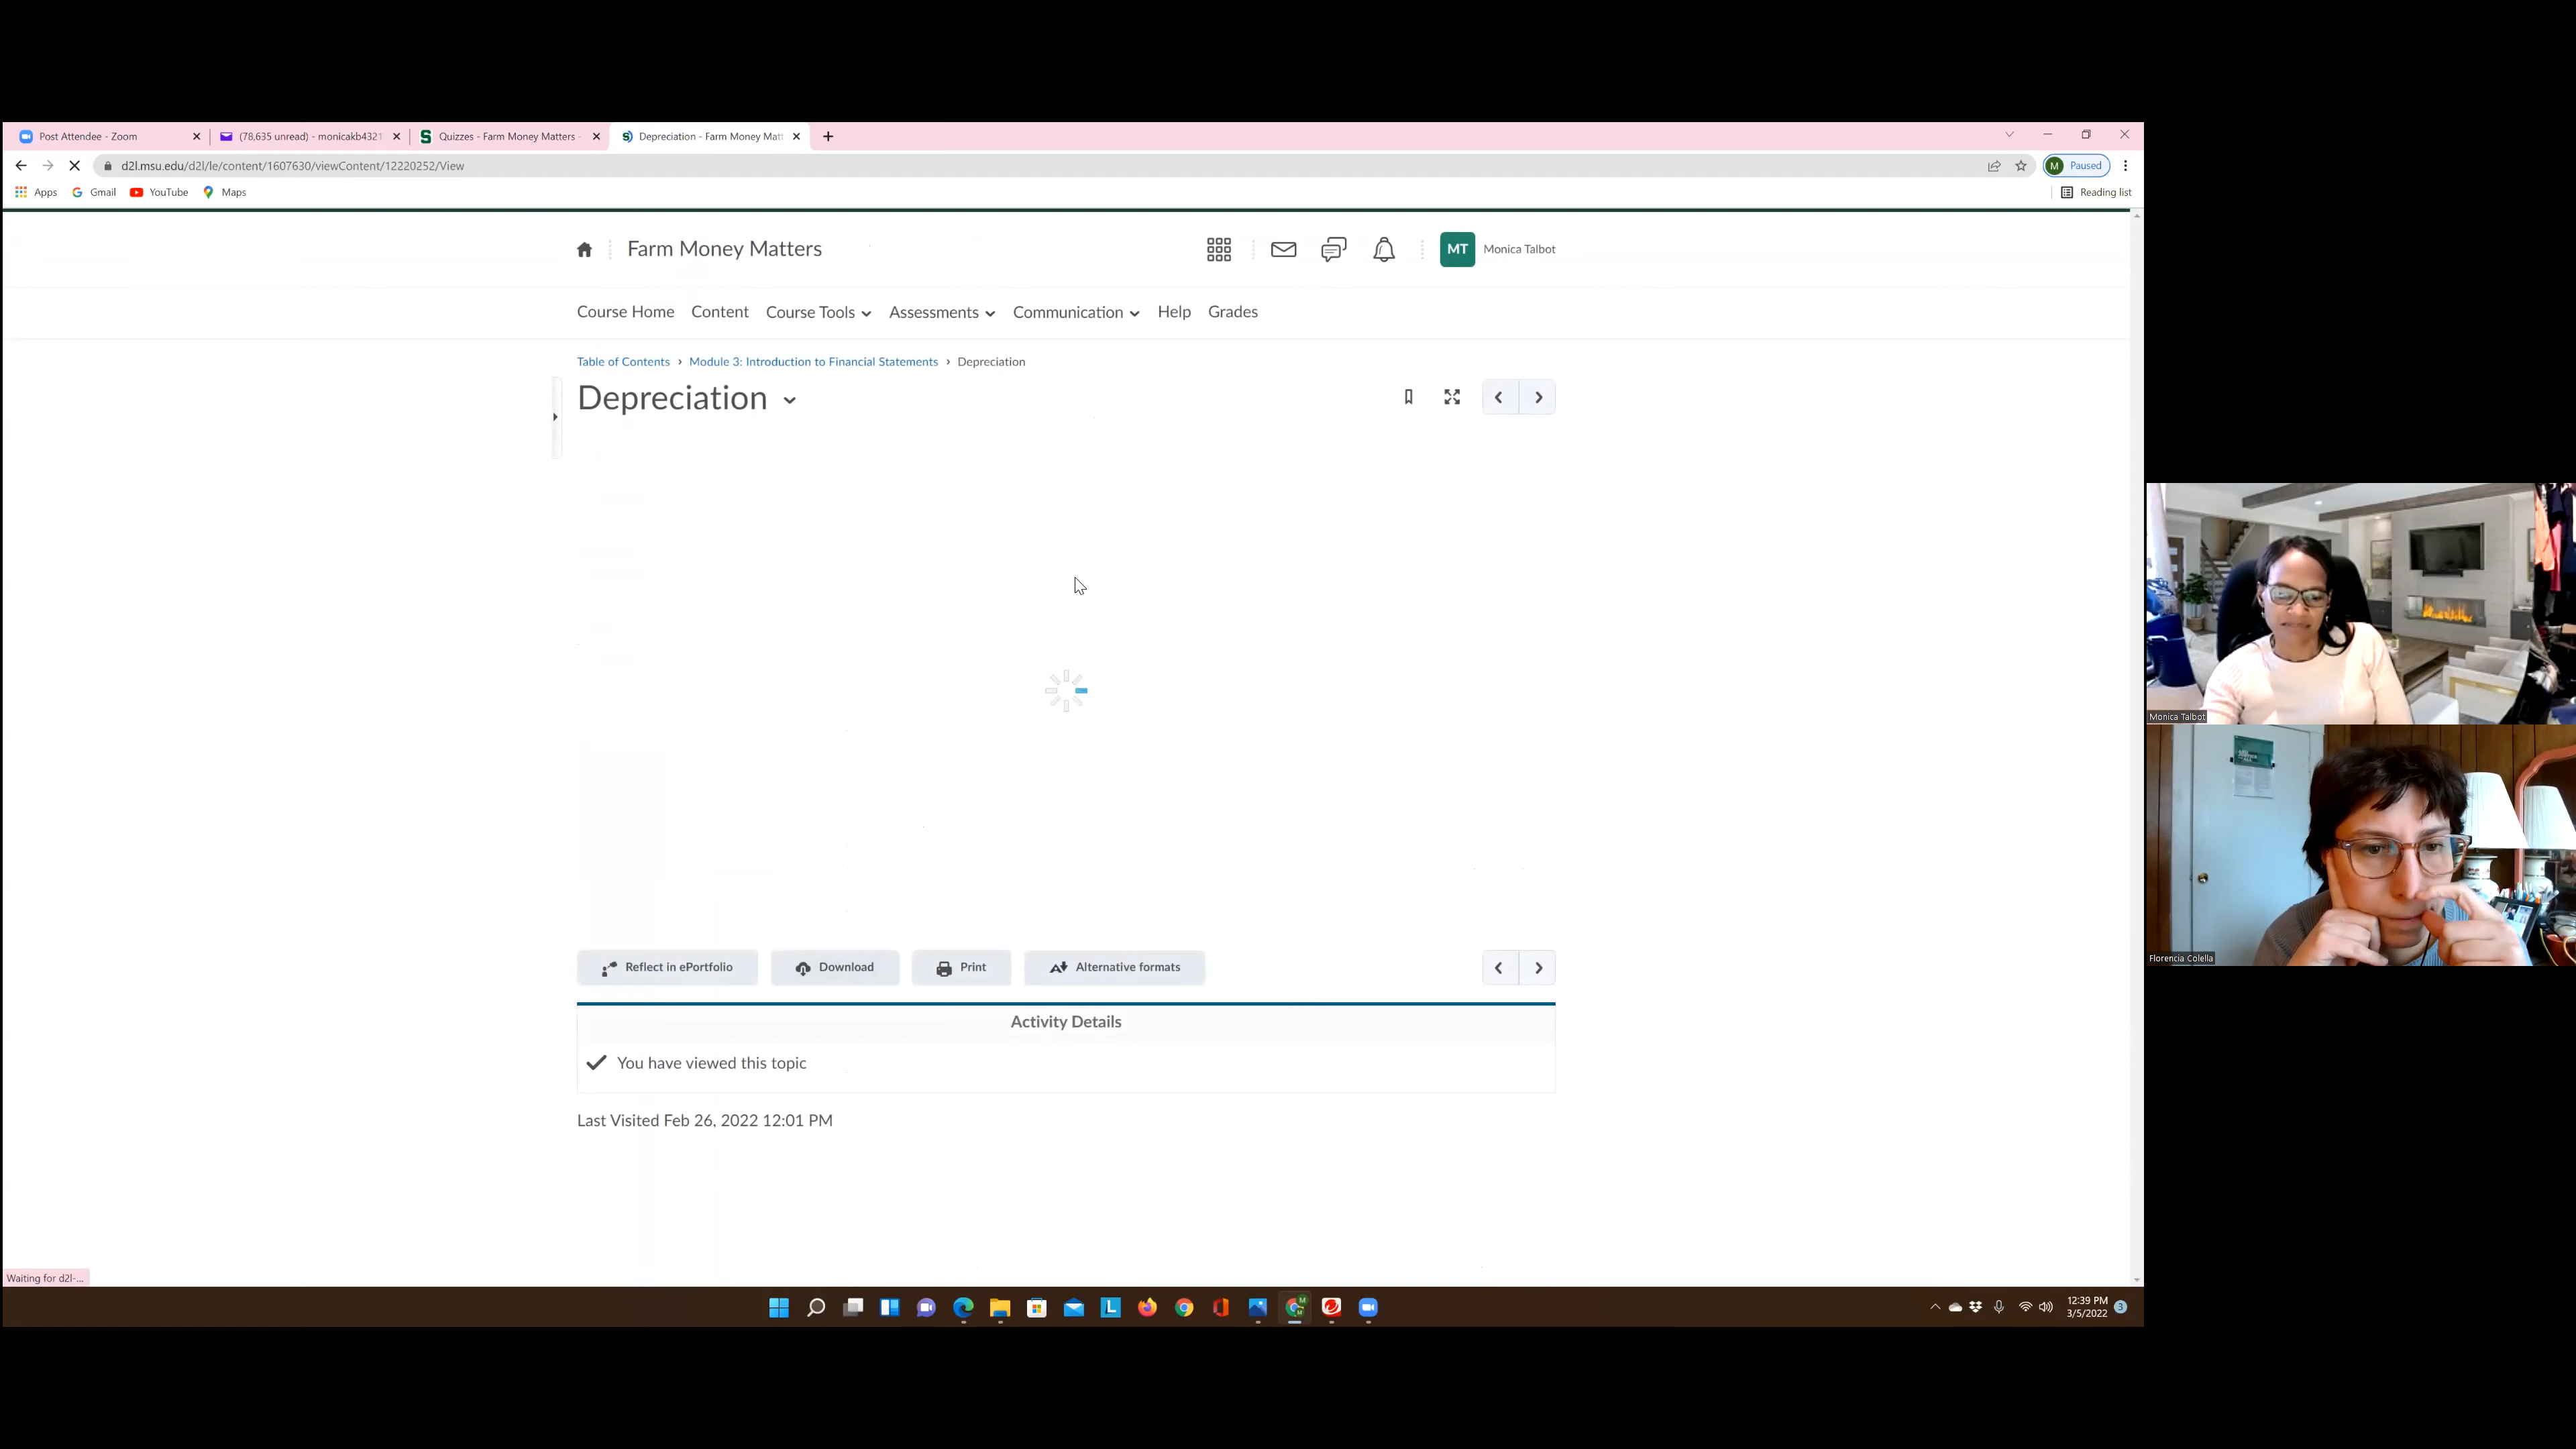 Post Attendee - Zoom
(78,635 unread) - monicakb4321
Quizzes - Farm Money Matters -
Depreciation - Farm Money Matt
d2l.msu.edu/d2l/le/content/1607630/viewContent/12220252/View
M Paused
Apps Gmail YouTube Maps
Reading list
Farm Money Matters
MT Monica Talbot
Course Home Content Course Tools Assessments Communication Help Grades
Table of Contents › Module 3: Introduction to Financial Statements › Depreciation
Depreciation
Monica Talbot
Florencia Colella
Reflect in ePortfolio Download Print Alternative formats
Activity Details
You have viewed this topic
Last Visited Feb 26, 2022 12:01 PM
Waiting for d2l-...
12:39 PM
3/5/2022
3